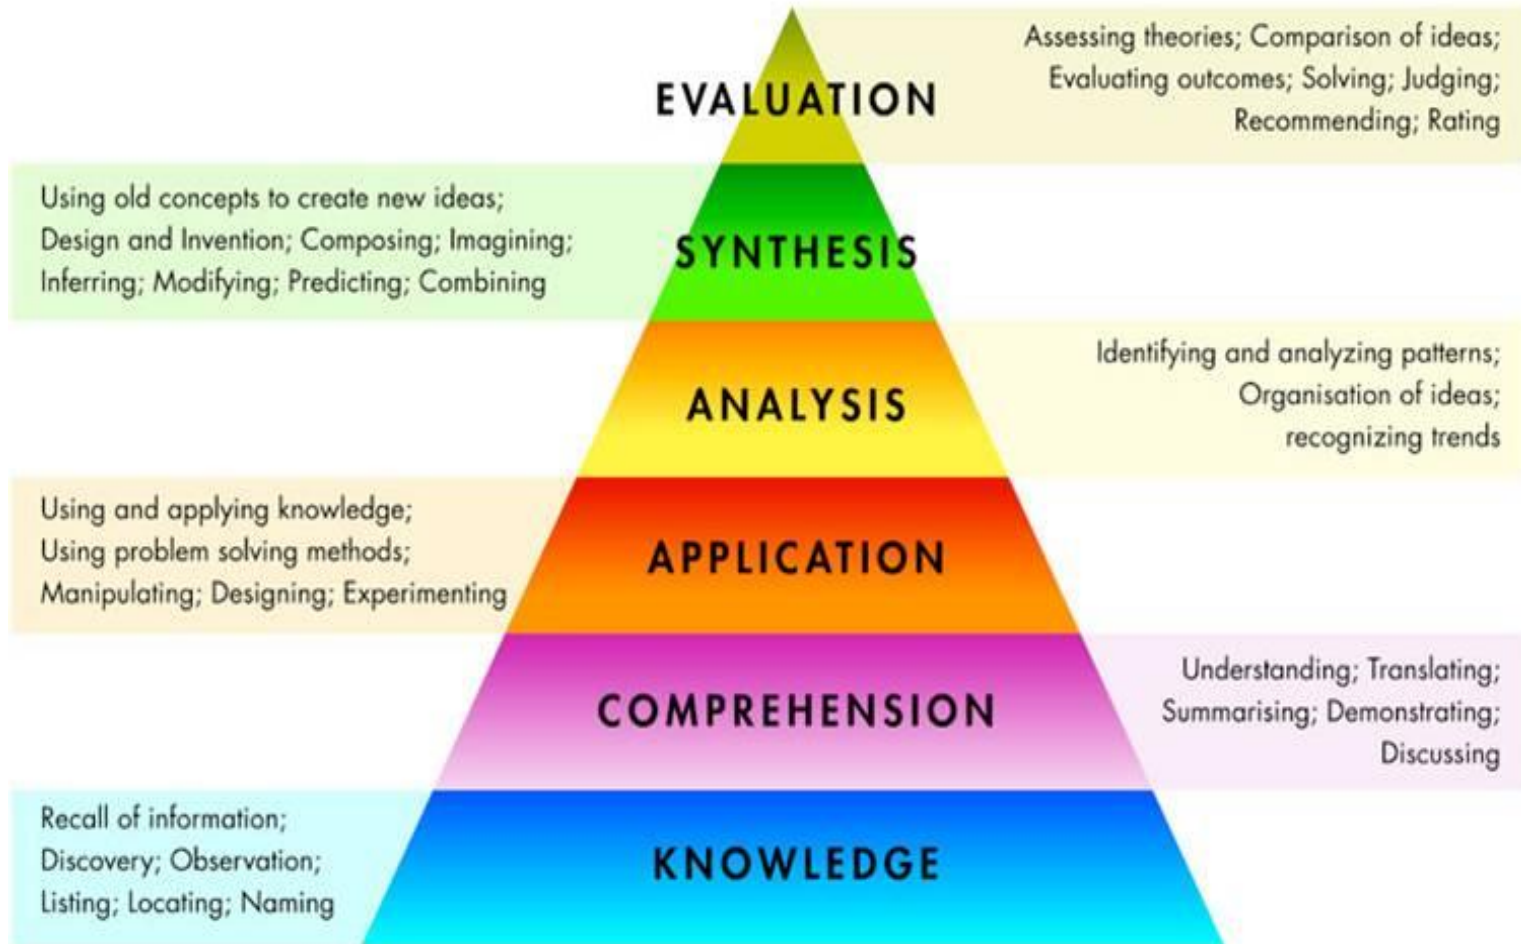 EVALUATION
Assessing theories; Comparison of ideas;
Evaluating outcomes; Solving; Judging;
Recommending; Rating
Using old concepts to create new ideas;
Design and Invention; Composing; Imagining;
Inferring; Modifying; Predicting; Combining
SYNTHESIS
ANALYSIS
Identifying and analyzing patterns;
Organisation of ideas;
recognizing trends
Using and applying knowledge;
Using problem solving methods;
Manipulating; Designing; Experimenting
APPLICATION
COMPREHENSION
Understanding; Translating;
Summarising; Demonstrating;
Discussing
Recall of information;
Discovery; Observation;
Listing; Locating; Naming
KNOWLEDGE